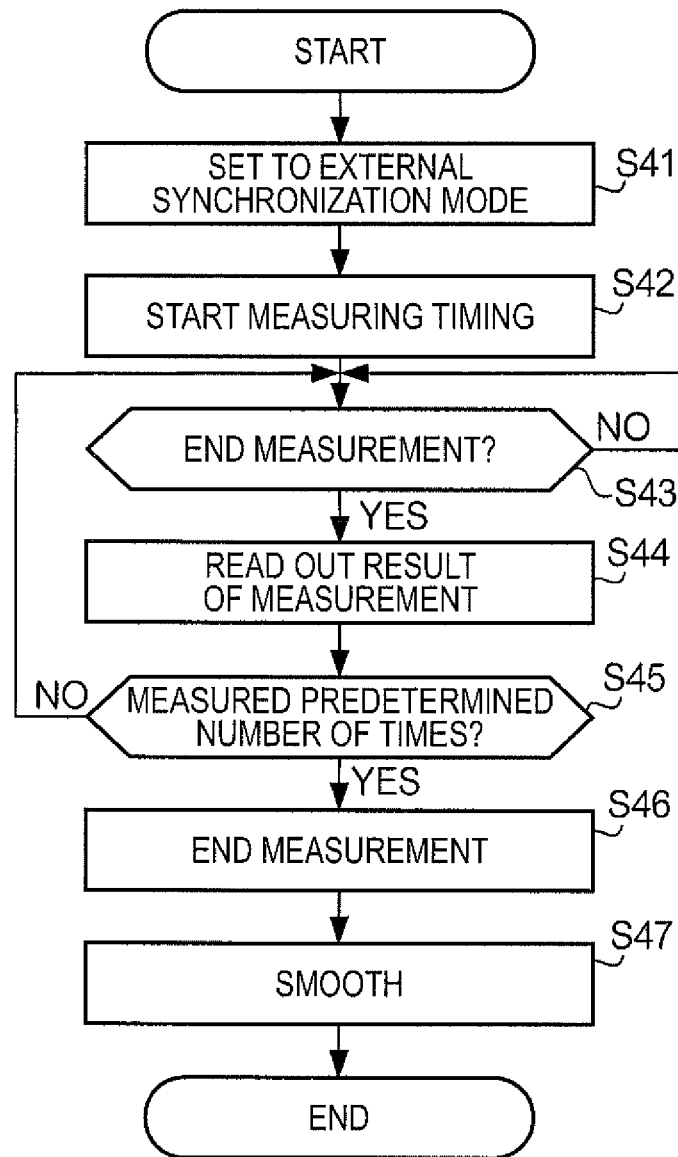 START
SET TO EXTERNAL
SYNCHRONIZATION MODE
S41
START MEASURING TIMING
S42
END MEASUREMENT?
NO
S43
YES
READ OUT RESULT
OF MEASUREMENT
S44
NO
MEASURED PREDETERMINED
NUMBER OF TIMES?
S45
YES
END MEASUREMENT
S46
SMOOTH
S47
END